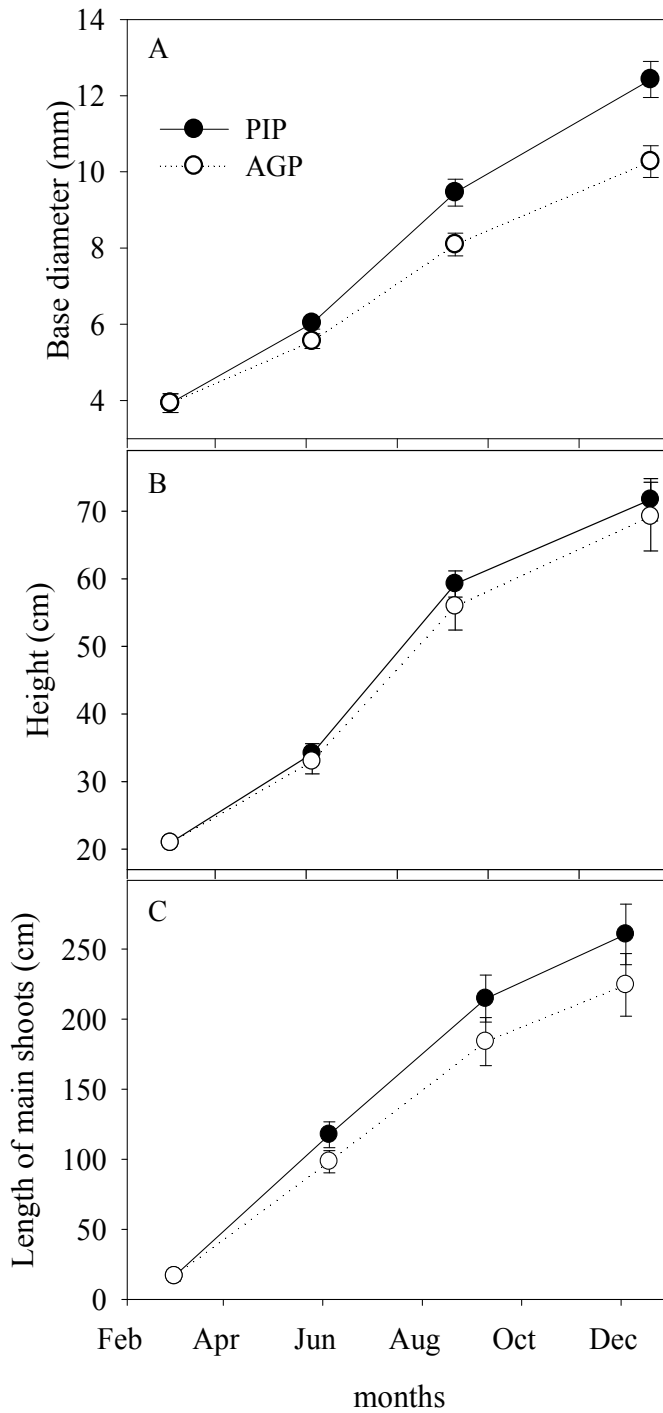 A
Base diameter (mm)
14
12
10
8
6
4
PIP
AGP
B
Height (cm)
70
60
50
40
30
20
C
Length of main shoots (cm)
250
200
150
100
50
0
Feb Apr Jun Aug Oct Dec
months